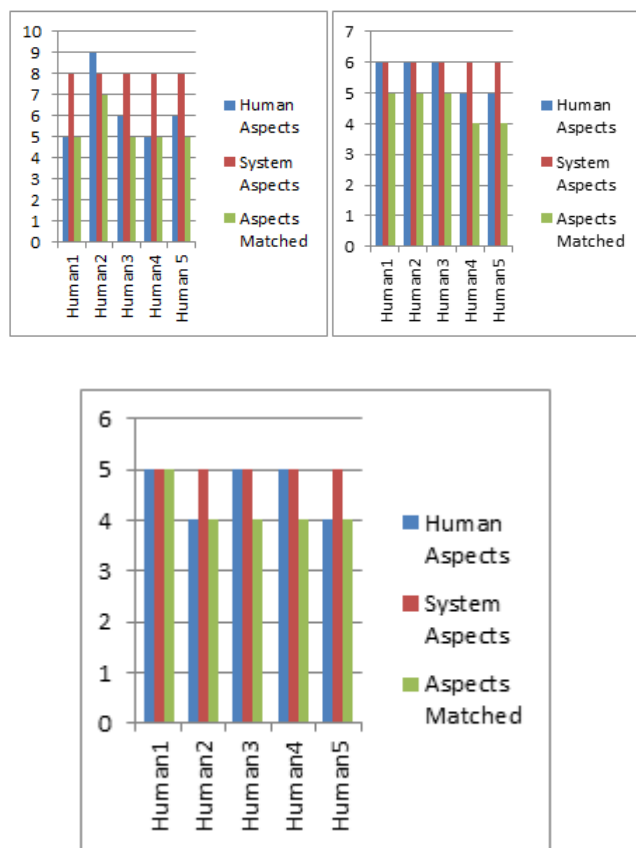 10
9
8
7
6
5
4
3
2
1
0
Human1
Human2
Human3
Human4
Human 5
Human
Aspects
System
Aspects
Aspects
Matched
7
6
5
4
3
2
1
0
Human1
Human2
Human3
Human4
Human5
Human
Aspects
System
Aspects
Aspects
Matched
6
5
4
3
2
1
0
Human1
Human2
Human3
Human4
Human5
Human
Aspects
System
Aspects
Aspects
Matched